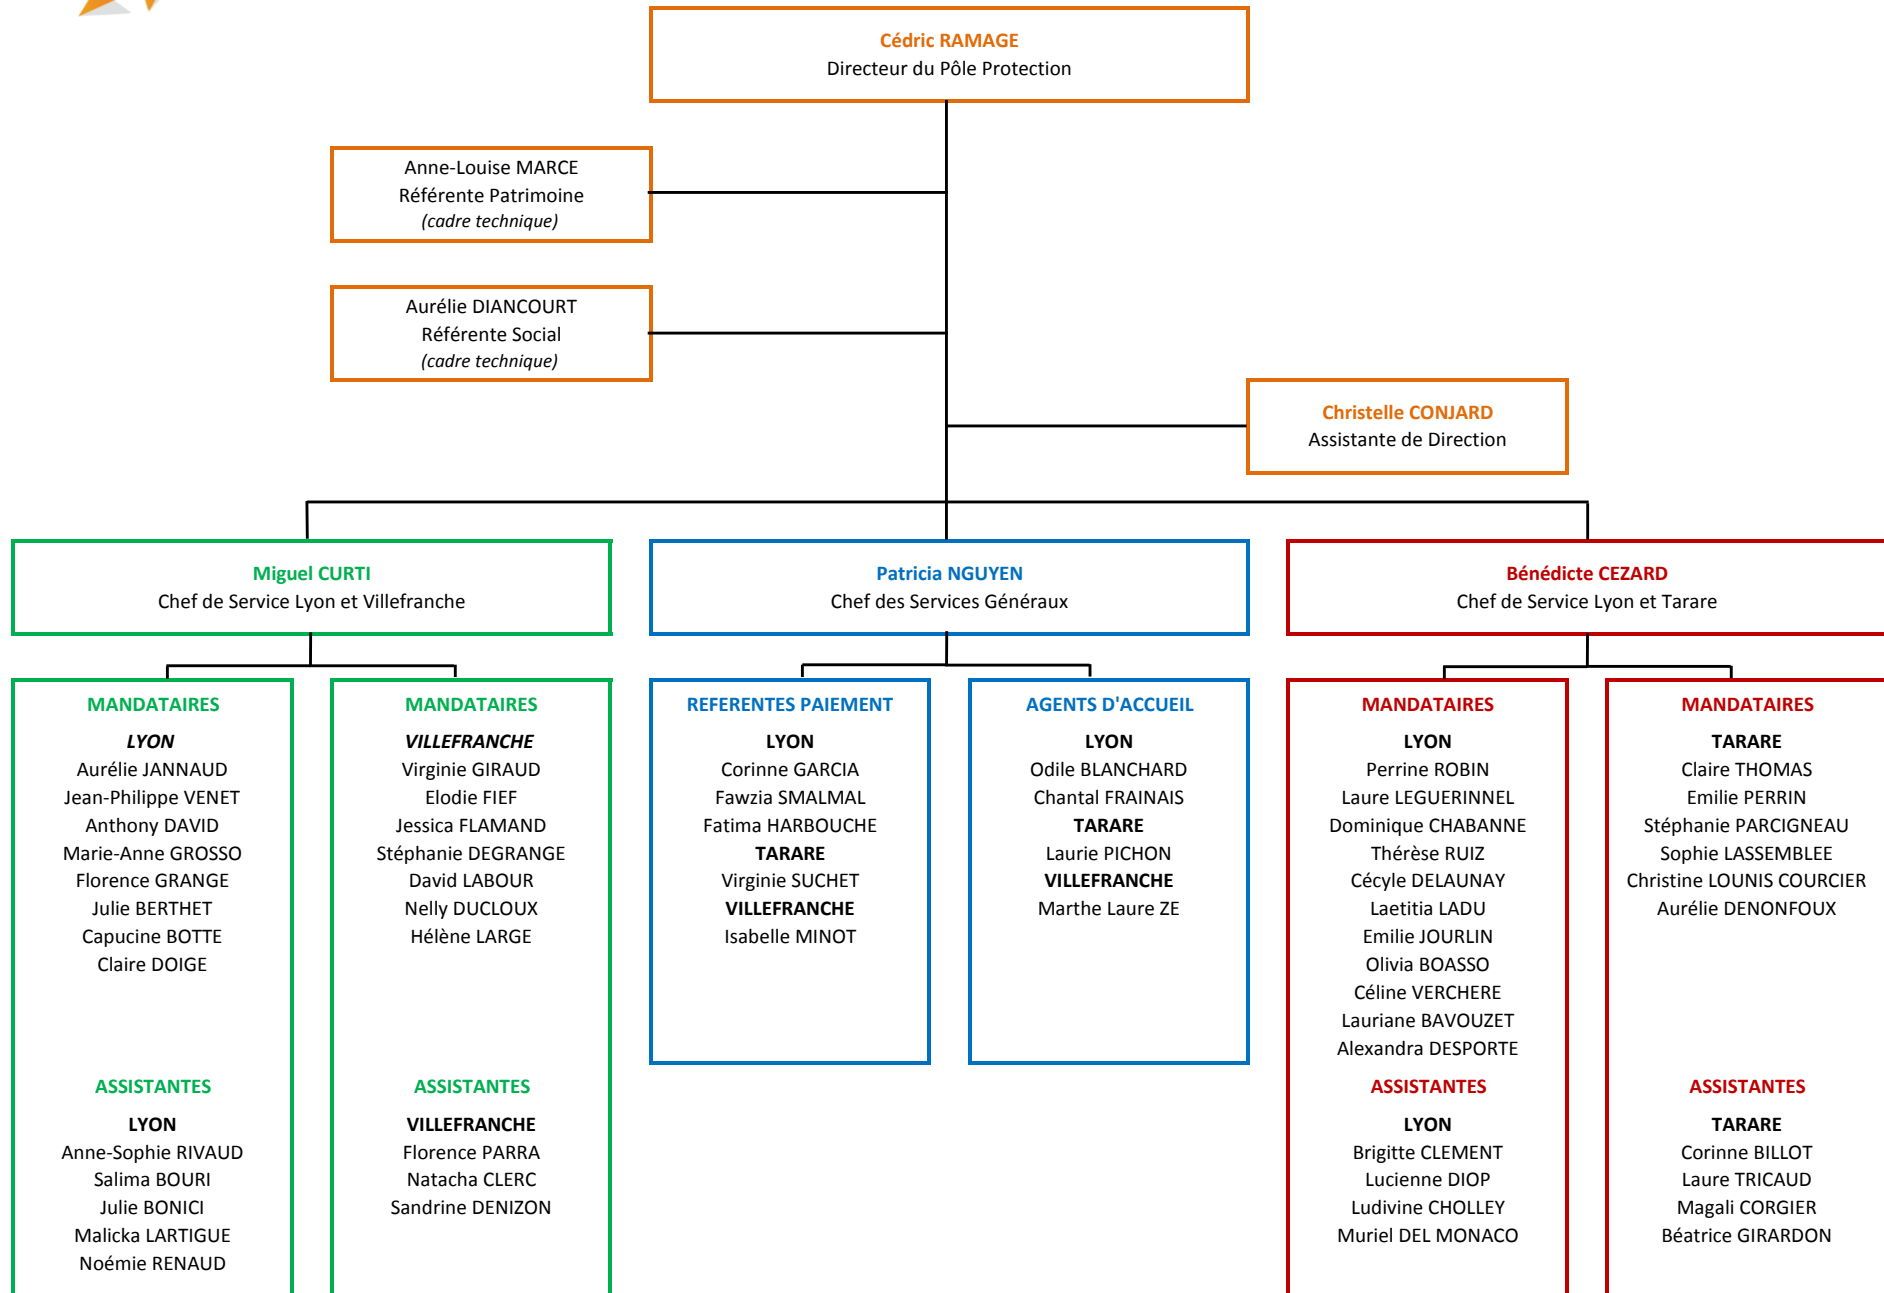 Cédric RAMAGE
Directeur du Pôle Protection
Anne-Louise MARCE
Référente Patrimoine
(cadre technique)
Aurélie DIANCOURT
Référente Social
(cadre technique)
Christelle CONJARD
Assistante de Direction
Miguel CURTI
Chef de Service Lyon et Villefranche
Patricia NGUYEN
Chef des Services Généraux
Bénédicte CEZARD
Chef de Service Lyon et Tarare
MANDATAIRES
LYON
Aurélie JANNAUD
Jean-Philippe VENET
Anthony DAVID
Marie-Anne GROSSO
Florence GRANGE
Julie BERTHET
Capucine BOTTE
Claire DOIGE
ASSISTANTES
LYON
Anne-Sophie RIVAUD
Salima BOURI
Julie BONICI
Malicka LARTIGUE
Noémie RENAUD
MANDATAIRES
VILLEFRANCHE
Virginie GIRAUD
Elodie FIEF
Jessica FLAMAND
Stéphanie DEGRANGE
David LABOUR
Nelly DUCLOUX
Hélène LARGE
ASSISTANTES
VILLEFRANCHE
Florence PARRA
Natacha CLERC
Sandrine DENIZON
REFERENTES PAIEMENT
LYON
Corinne GARCIA
Fawzia SMALMAL
Fatima HARBOUCHE
TARARE
Virginie SUCHET
VILLEFRANCHE
Isabelle MINOT
AGENTS D'ACCUEIL
LYON
Odile BLANCHARD
Chantal FRAINAIS
TARARE
Laurie PICHON
VILLEFRANCHE
Marthe Laure ZE
MANDATAIRES
LYON
Perrine ROBIN
Laure LEGUERINNEL
Dominique CHABANNE
Thérèse RUIZ
Cécyle DELAUNAY
Laetitia LADU
Emilie JOURLIN
Olivia BOASSO
Céline VERCHERE
Lauriane BAVOUZET
Alexandra DESPORTE
ASSISTANTES
LYON
Brigitte CLEMENT
Lucienne DIOP
Ludivine CHOLLEY
Muriel DEL MONACO
MANDATAIRES
TARARE
Claire THOMAS
Emilie PERRIN
Stéphanie PARCIGNEAU
Sophie LASSEMBLEE
Christine LOUNIS COURCIER
Aurélie DENONFOUX
ASSISTANTES
TARARE
Corinne BILLOT
Laure TRICAUD
Magali CORGIER
Béatrice GIRARDON